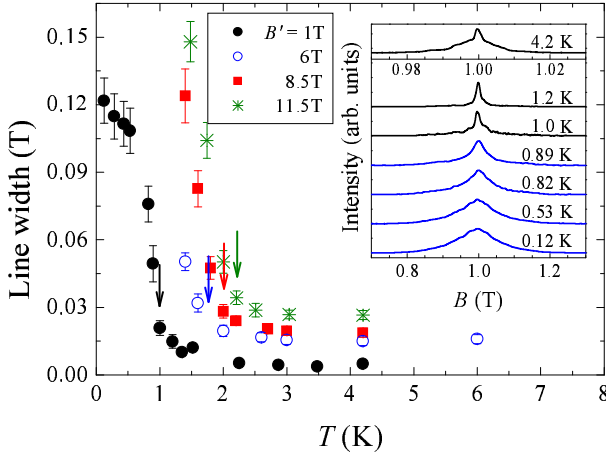 Line width (T)
0.15
0.12
0.09
0.06
0.03
0.00
0 1 2 3 4 5 6 7 8
T (K)
B′ = 1T
6T
8.5T
11.5T
Intensity (arb. units)
4.2 K
0.98 1.00 1.02
1.2 K
1.0 K
0.89 K
0.82 K
0.53 K
0.12 K
0.8 1.0 1.2
B (T)